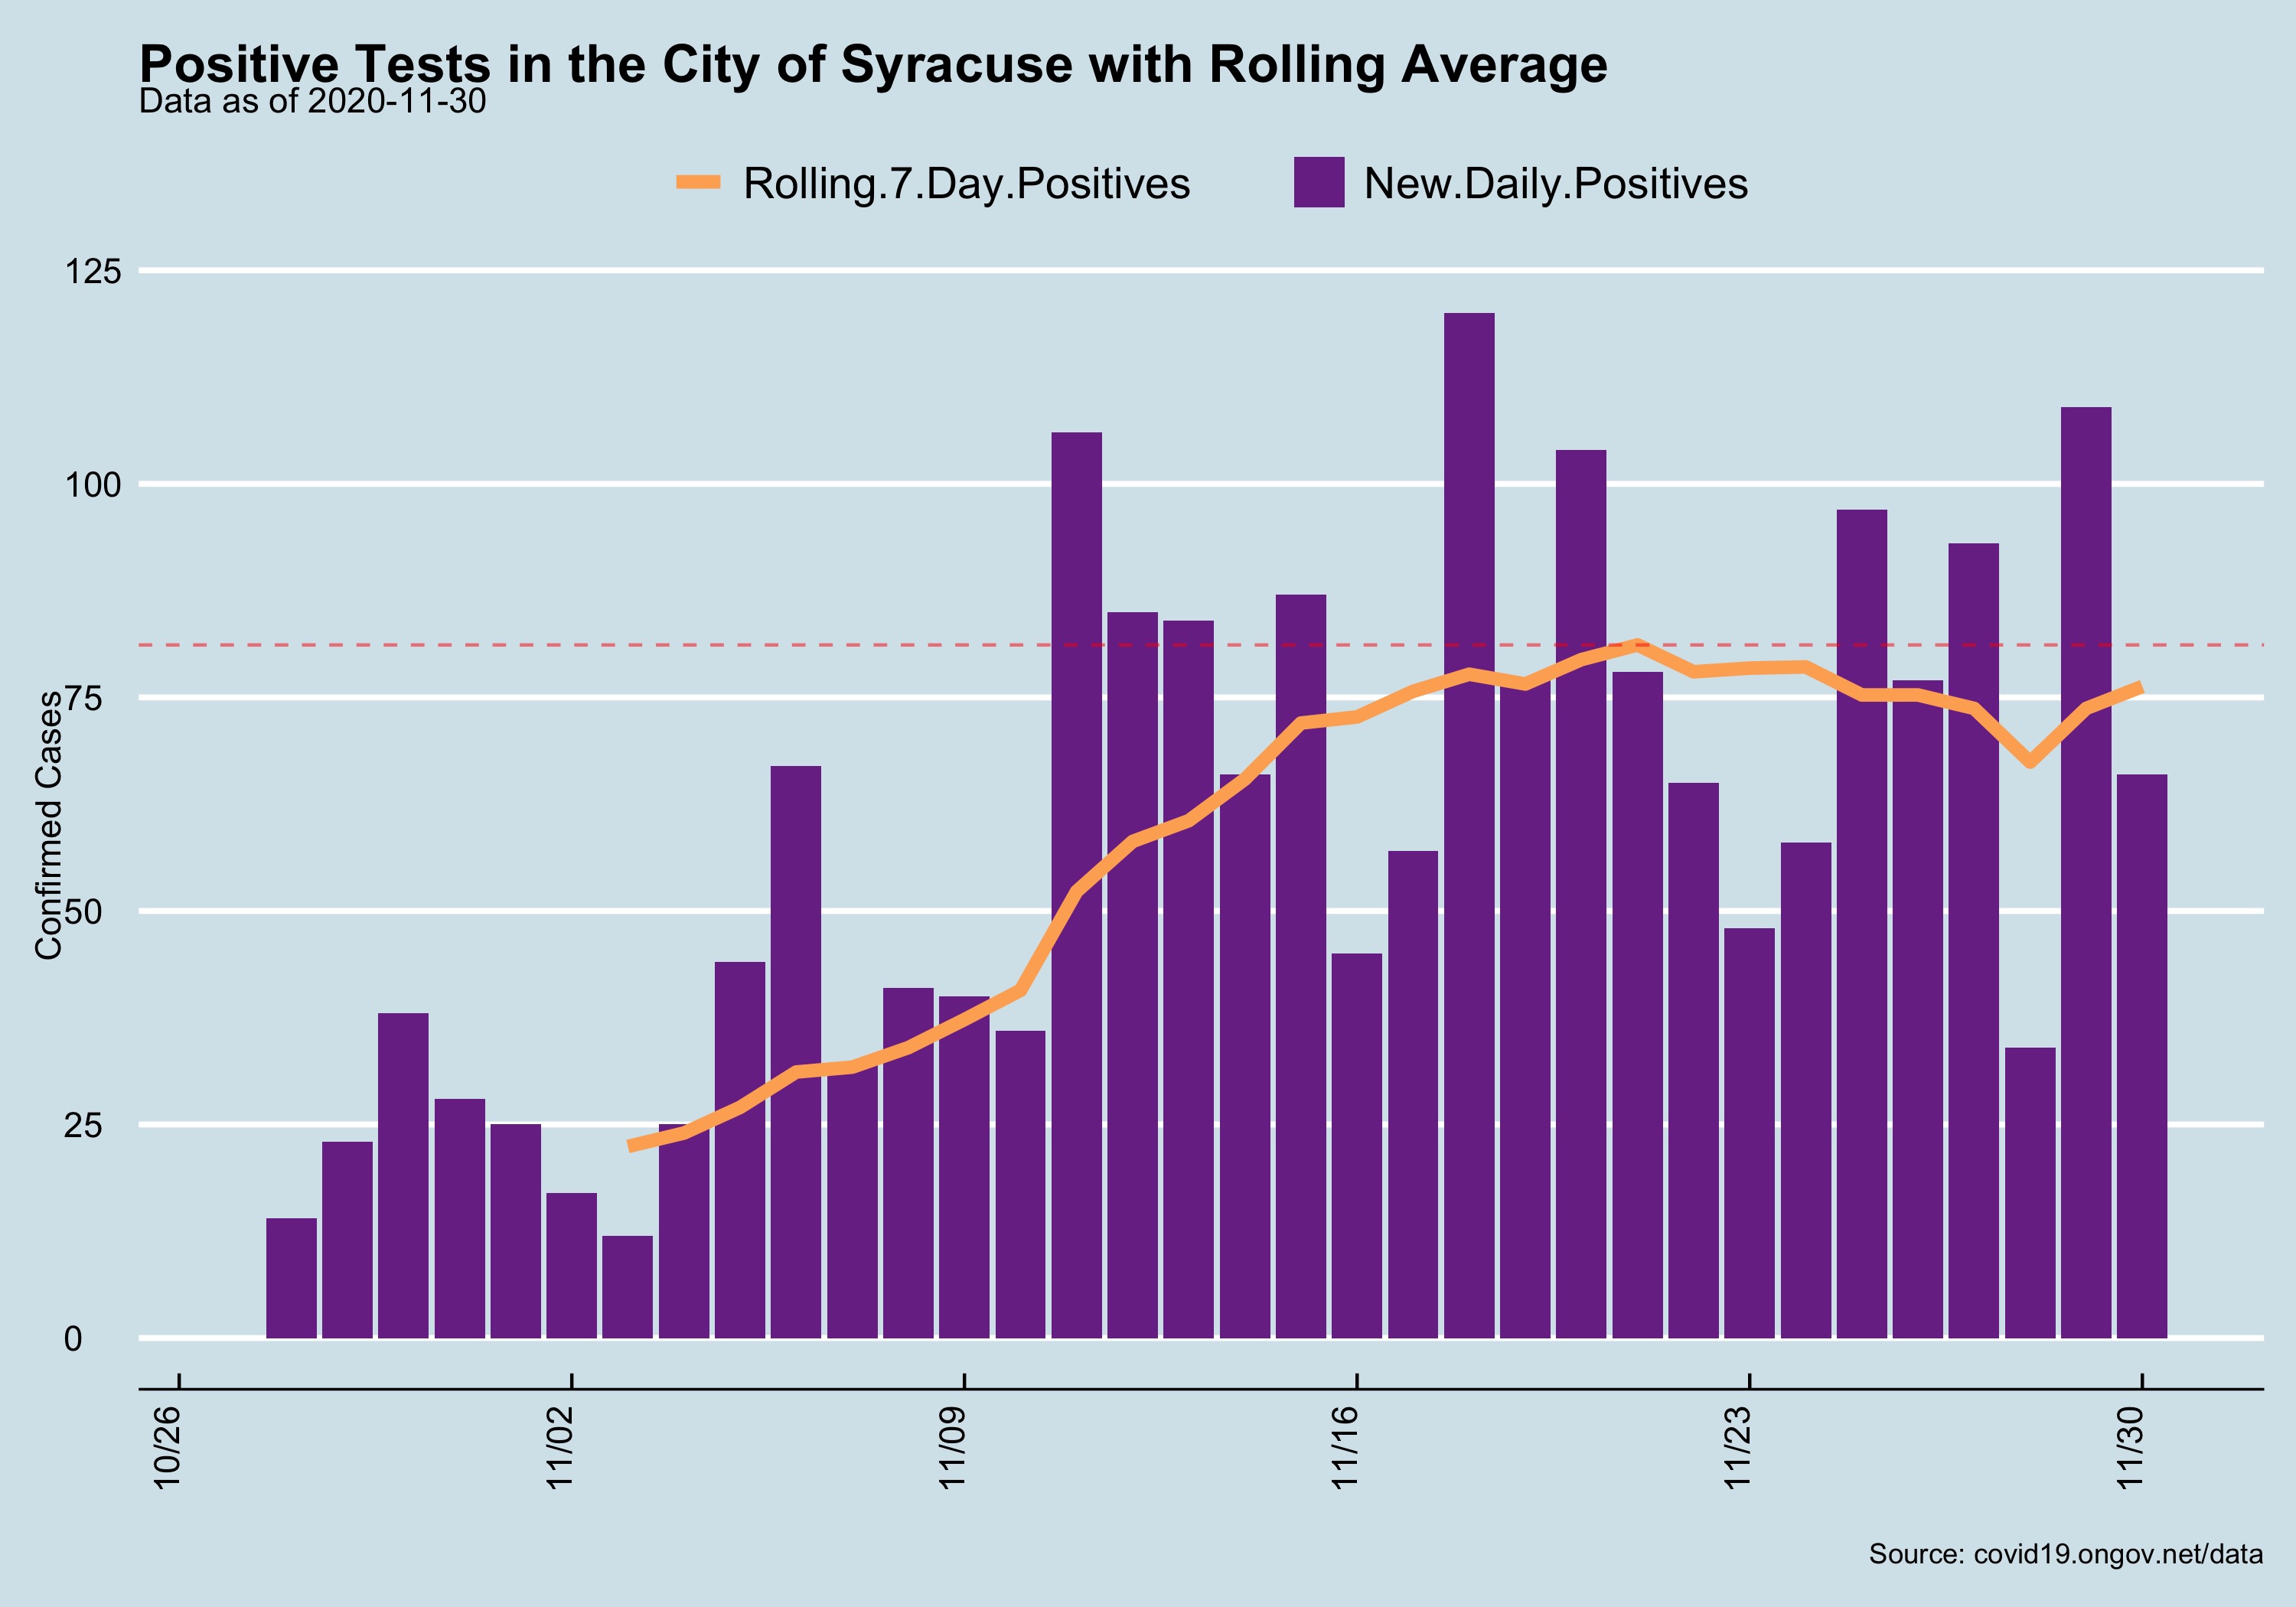 Positive Tests in the City of Syracuse with Rolling Average
Data as of 2020-11-30
Rolling.7.Day.Positives New.Daily.Positives
125
100
75
50
25
0
Confirmed Cases
10/26 11/02 11/09 11/16 11/23 11/30
Source: covid19.ongov.net/data